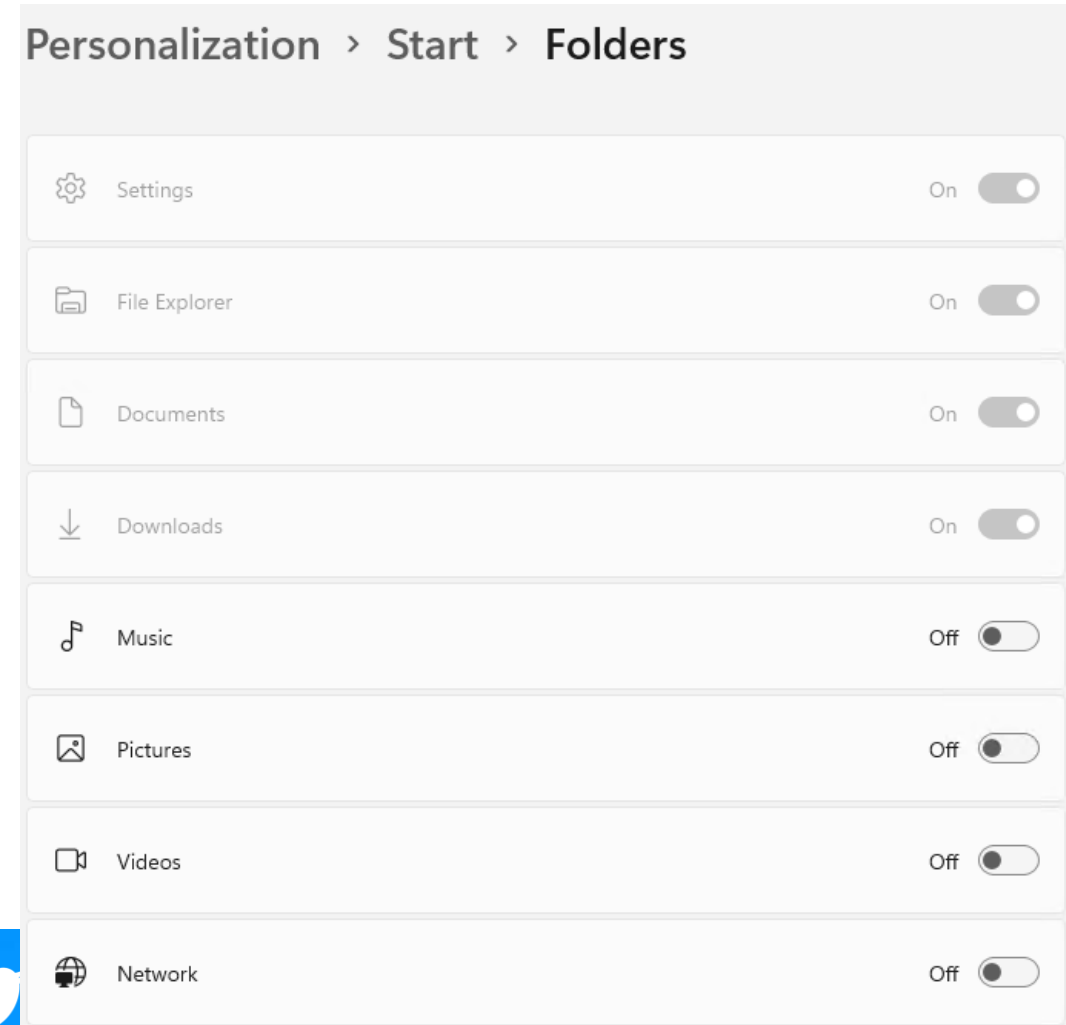 Personalization > Start > Folders
Settings On
File Explorer On
Documents On
Downloads On
Music Off
Pictures Off
Videos Off
Network Off